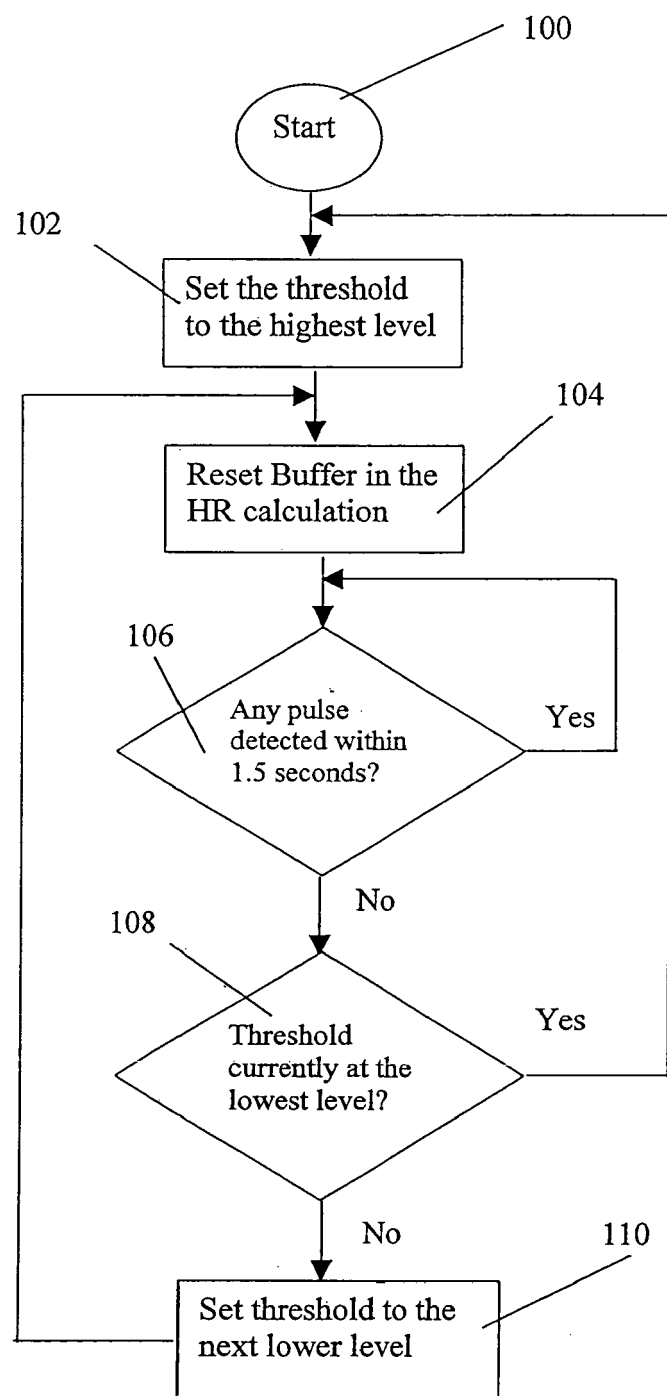 100
Start
102
Set the threshold
to the highest level
104
Reset Buffer in the
HR calculation
106
Any pulse
detected within
1.5 seconds?
Yes
No
108
Threshold
currently at the
lowest level?
Yes
No
110
Set threshold to the
next lower level